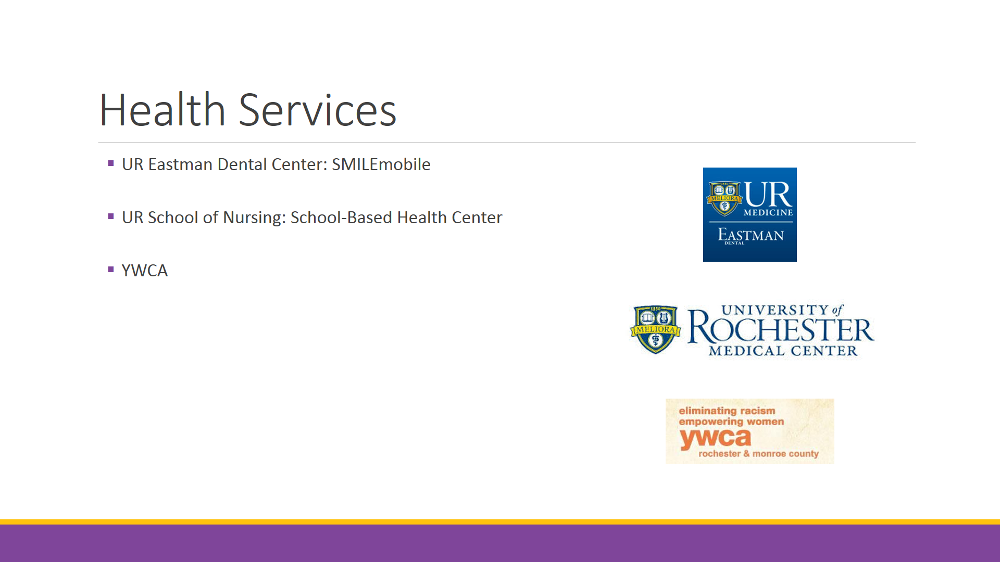 Health Services
▪ UR Eastman Dental Center: SMILEmobile
▪ UR School of Nursing: School-Based Health Center
▪ YWCA
1850
MELIORA
UR
MEDICINE
EASTMAN
DENTAL
1850
MELIORA
UNIVERSITY of
ROCHESTER
MEDICAL CENTER
eliminating racism
empowering women
ywca
rochester & monroe county